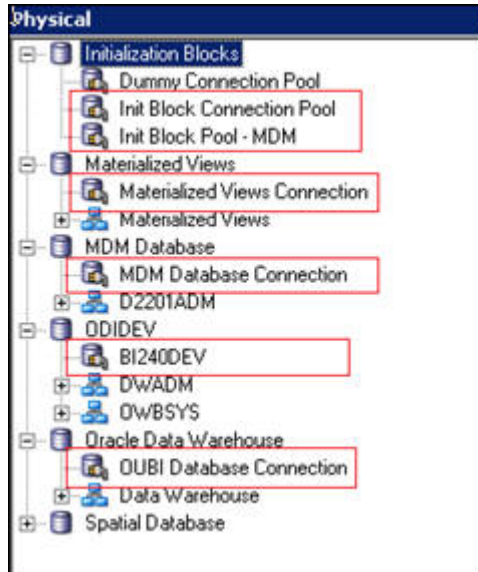 Physical
Initialization Blocks
Dummy Connection Pool
Init Block Connection Pool
Init Block Pool - MDM
Materialized Views
Materialized Views Connection
Materialized Views
MDM Database
MDM Database Connection
D2201ADM
ODIDEV
BI240DEV
DWADM
OWBSYS
Oracle Data Warehouse
OUBI Database Connection
Data Warehouse
Spatial Database